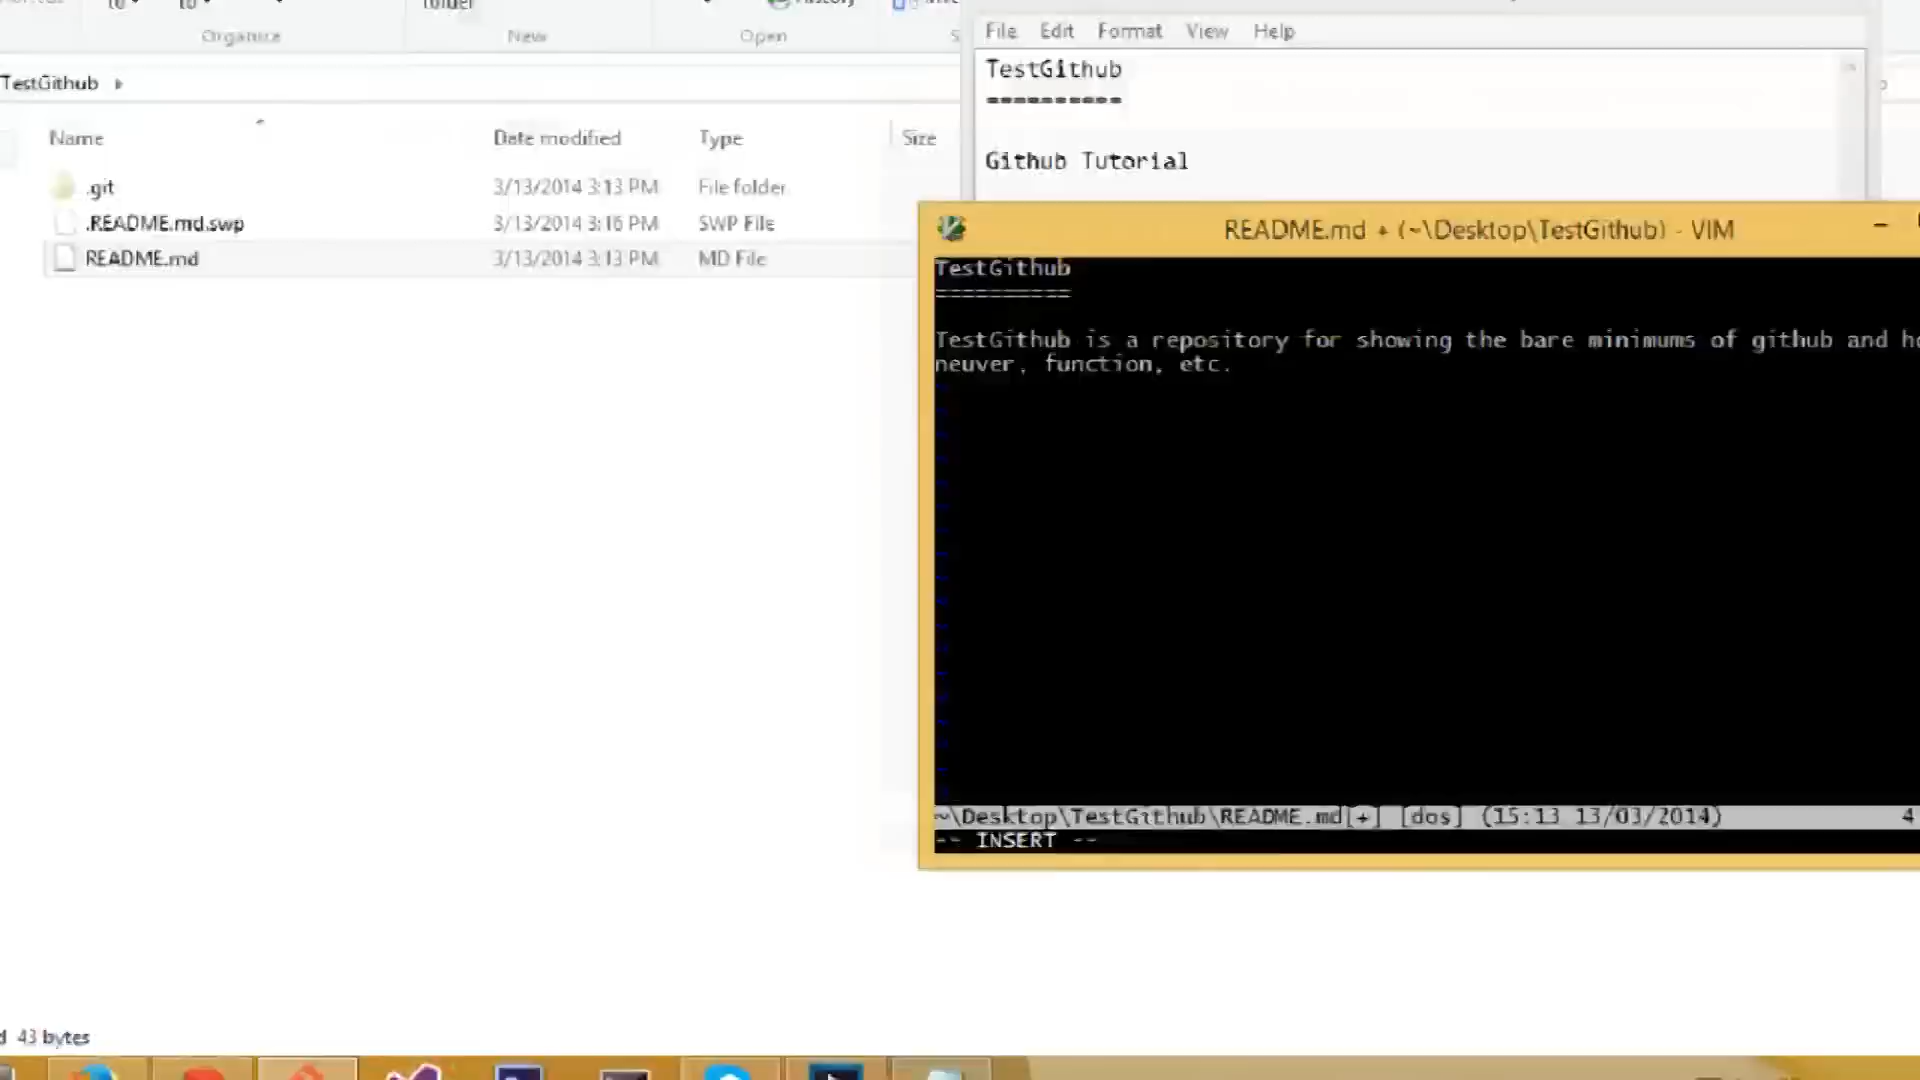 folder
History
Organize
New
Open
TestGithub
Name
Date modified
Type
Size
.git
3/13/2014 3:13 PM
File folder
.README.md.swp
3/13/2014 3:16 PM
SWP File
README.md
3/13/2014 3:13 PM
MD File
43 bytes
File Edit Format View Help
TestGithub
==========
Github Tutorial
README.md + (~\Desktop\TestGithub) - VIM
TestGithub
==========
TestGithub is a repository for showing the bare minimums of github and
neuver, function, etc.
~\Desktop\TestGithub\README.md[+] [dos] (15:13 13/03/2014) 4
-- INSERT --